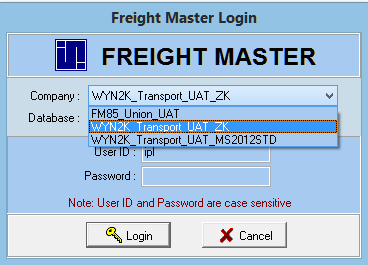 Freight Master Login
FREIGHT MASTER
Company : WYN2K_Transport_UAT_ZK
FM85_Union_UAT
Database : WYN2K_Transport_UAT_ZK
WYN2K_Transport_UAT_MS2012STD
User ID : ipl
Password :
Note: User ID and Password are case sensitive
Login Cancel